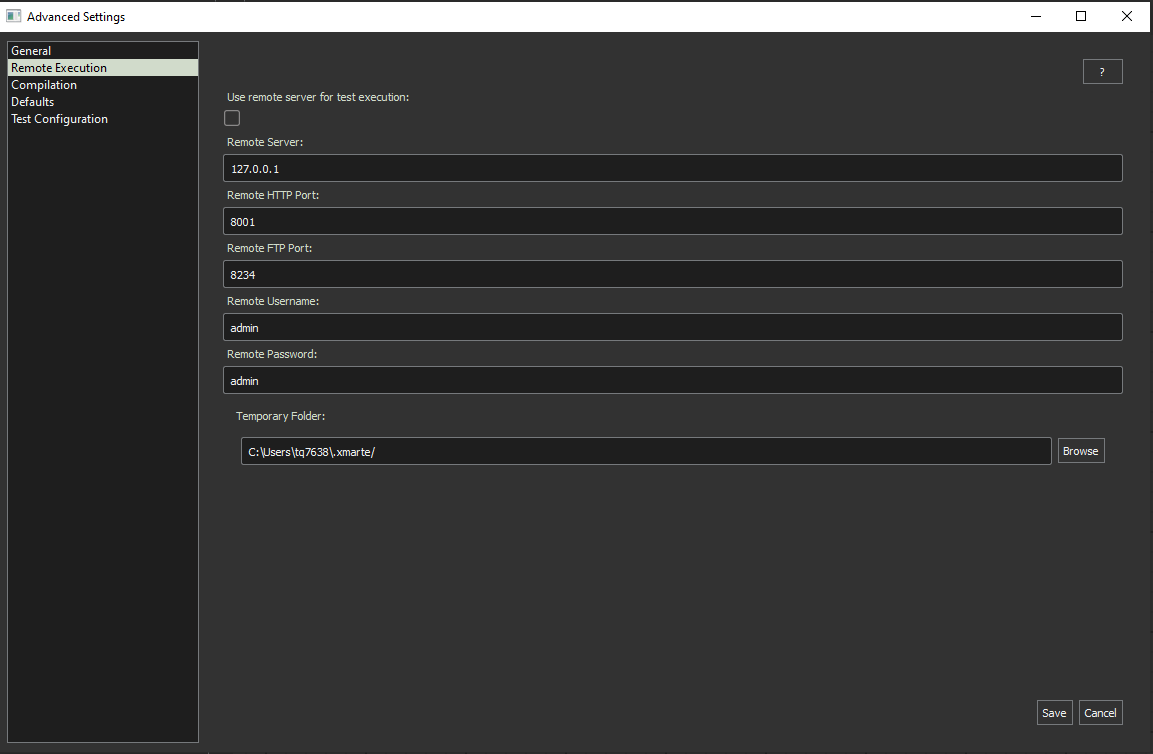 Advanced Settings
General
Remote Execution
Compilation
Defaults
Test Configuration
?
Use remote server for test execution:
Remote Server:
127.0.0.1
Remote HTTP Port:
8001
Remote FTP Port:
8234
Remote Username:
admin
Remote Password:
admin
Temporary Folder:
C:\Users\tq7638\.xmarte/
Browse
Save Cancel